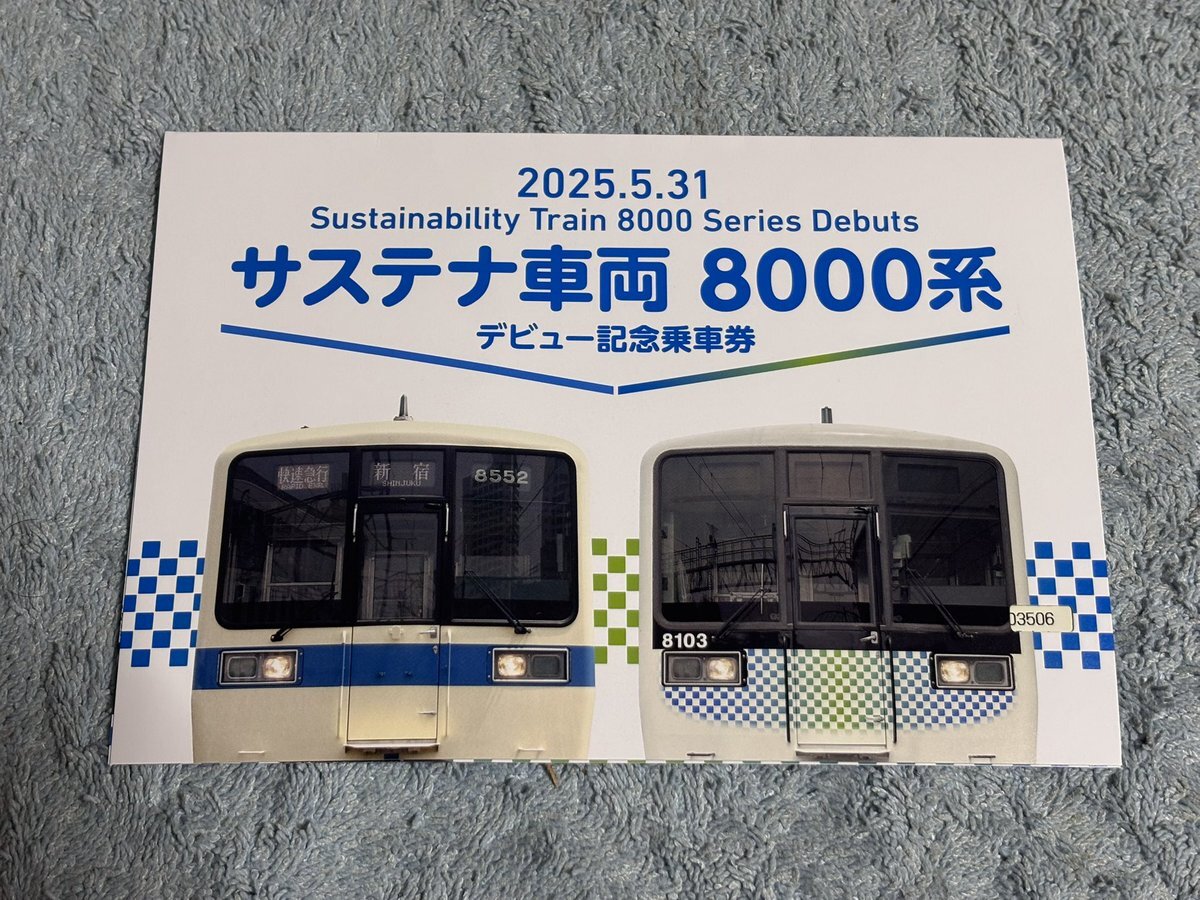 2025.5.31
Sustainability Train 8000 Series Debuts
サステナ車両 8000系
デビュー記念乗車券
快速急行
RAPID EXP.
新宿
SHINJUKU
8552
8103
03506